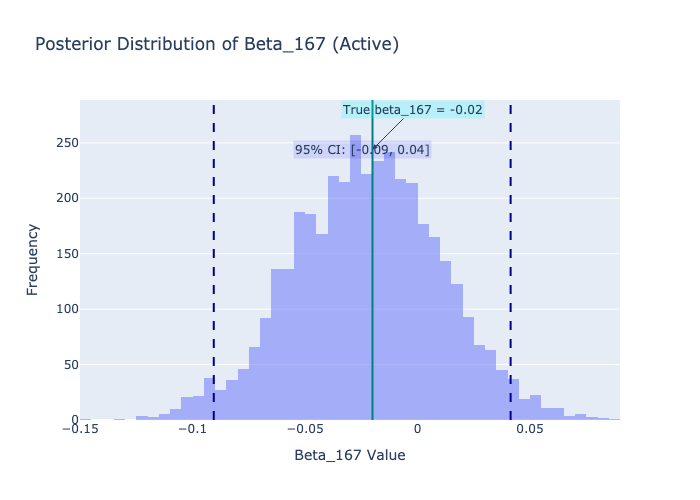 Posterior Distribution of Beta_167 (Active)
True beta_167 = -0.02
95% CI: [-0.09, 0.04]
250
200
150
100
50
0
Frequency
−0.15 −0.1 −0.05 0 0.05
Beta_167 Value